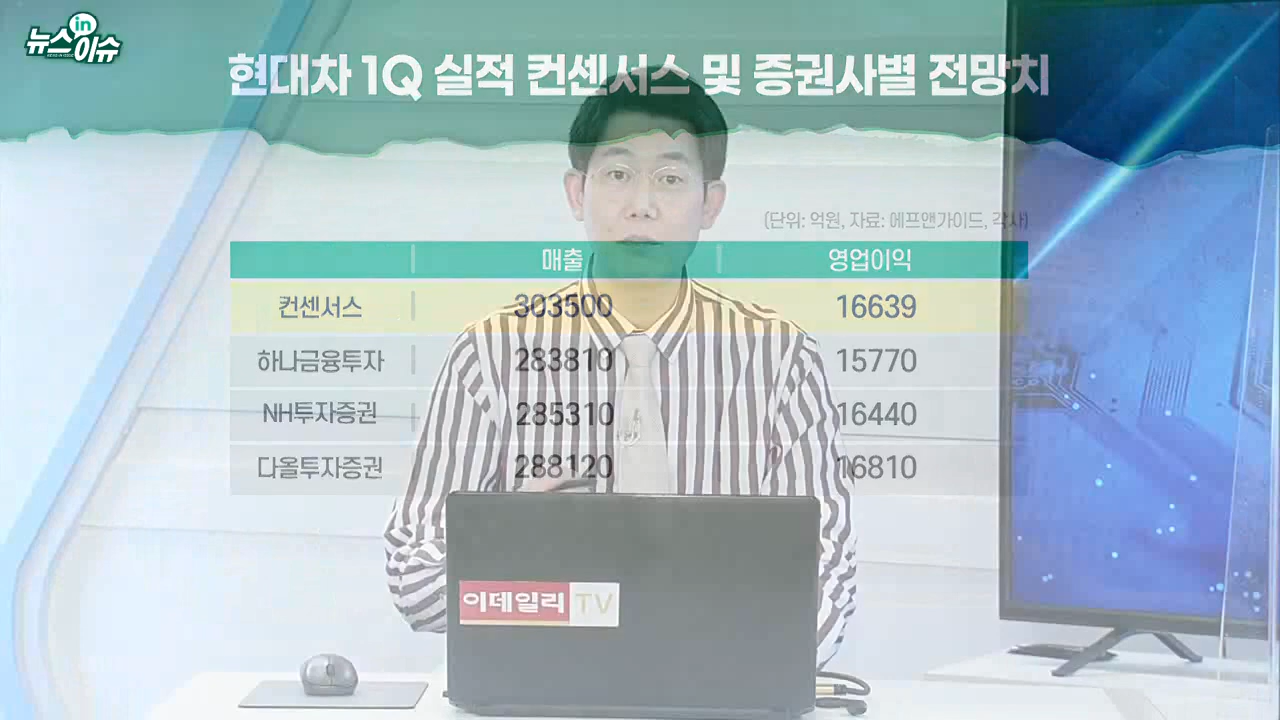 뉴스in이슈
현대차 1Q 실적 컨센서스 및 증권사별 전망치
(단위: 억원, 자료: 에프앤가이드, 각사)
매출 영업이익
컨센서스 303500 16639
하나금융투자 283810 15770
NH투자증권 285310 16440
다올투자증권 288120 16810
이데일리 TV